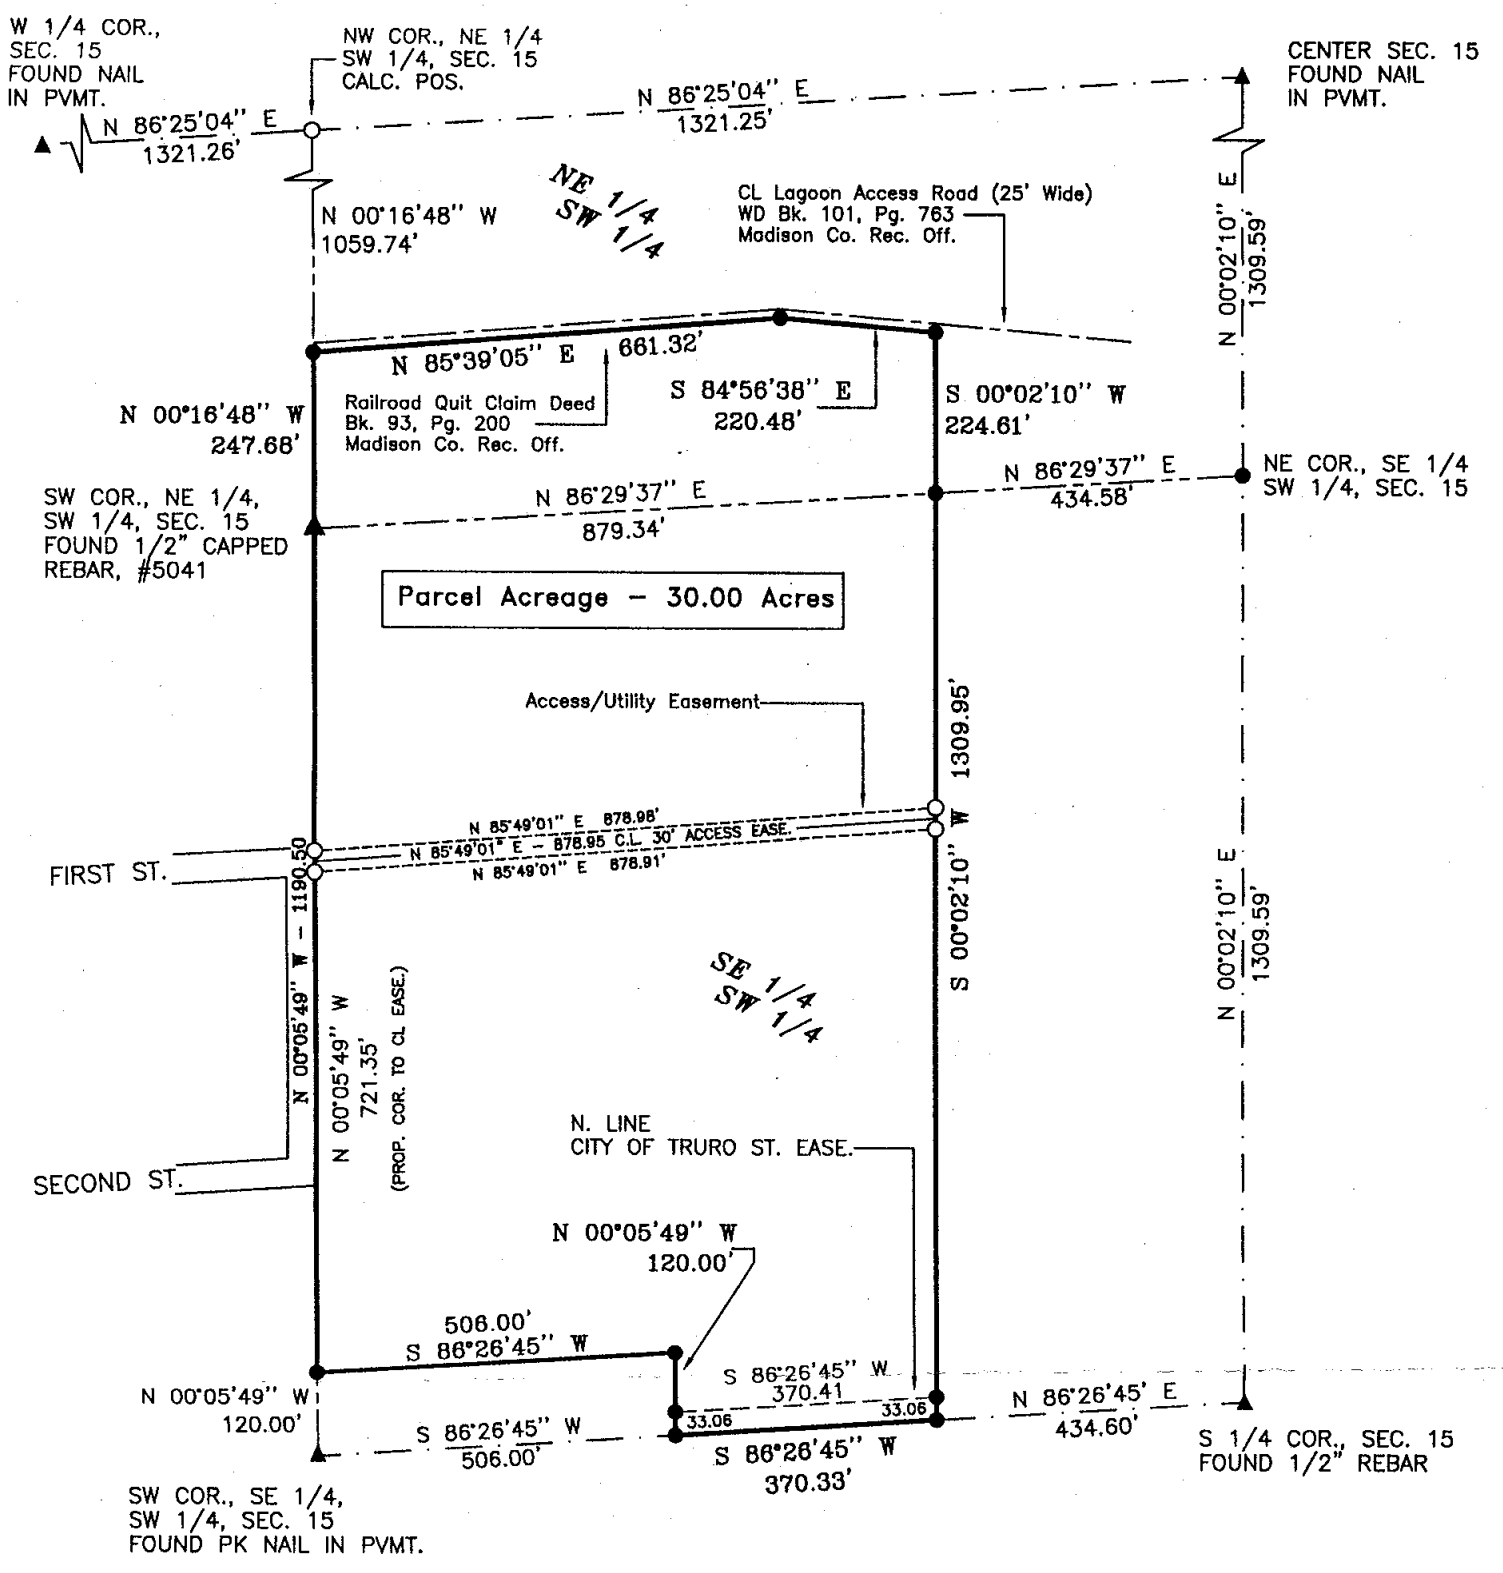 W 1/4 COR.,
SEC. 15
FOUND NAIL
IN PVMT.
NW COR., NE 1/4
SW 1/4, SEC. 15
CALC. POS.
CENTER SEC. 15
FOUND NAIL
IN PVMT.
N 86°25'04" E
1321.26'
N 86°25'04" E
1321.25'
NE 1/4
SW 1/4
CL Lagoon Access Road (25' Wide)
WD Bk. 101, Pg. 763
Madison Co. Rec. Off.
N 00°16'48" W
1059.74'
N 00°02'10" E
1309.59'
N 85°39'05" E 661.32'
S 84°56'38" E
220.48'
Railroad Quit Claim Deed
Bk. 93, Pg. 200
Madison Co. Rec. Off.
N 00°16'48" W
247.68'
S 00°02'10" W
224.61'
SW COR., NE 1/4,
SW 1/4, SEC. 15
FOUND 1/2" CAPPED
REBAR, #5041
N 86°29'37" E
879.34'
N 86°29'37" E
434.58'
NE COR., SE 1/4
SW 1/4, SEC. 15
Parcel Acreage - 30.00 Acres
Access/Utility Easement
S 00°02'10" W 1309.95'
N 85°49'01" E 878.98'
N 85°49'01" E - 878.95 C.L. 30' ACCESS EASE.
N 85°49'01" E 878.91'
FIRST ST.
N 00°05'49" W - 1190.50
N 00°05'49" W
721.35'
(PROP. COR. TO CL EASE.)
SE 1/4
SW 1/4
N 00°02'10" E
1309.59'
SECOND ST.
N. LINE
CITY OF TRURO ST. EASE.
N 00°05'49" W
120.00'
506.00'
S 86°26'45" W
S 86°26'45" W
370.41
33.06
33.06
N 00°05'49" W
120.00'
S 86°26'45" W
506.00'
S 86°26'45" W
370.33'
N 86°26'45' E
434.60'
S 1/4 COR., SEC. 15
FOUND 1/2" REBAR
SW COR., SE 1/4,
SW 1/4, SEC. 15
FOUND PK NAIL IN PVMT.